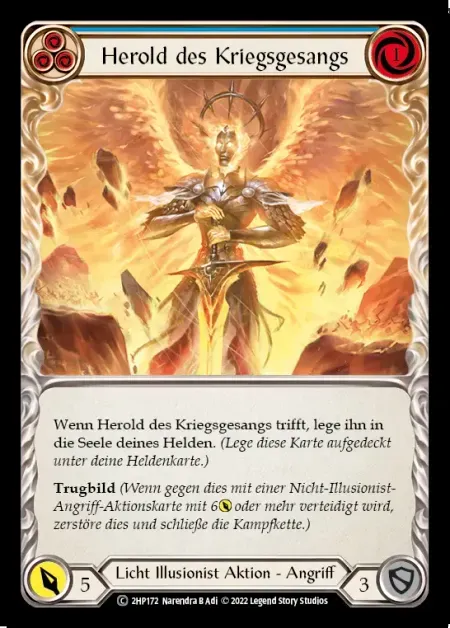 Herold des Kriegsgesangs
1
Wenn Herold des Kriegsgesangs trifft, lege ihn in
die Seele deines Helden. (Lege diese Karte aufgedeckt
unter deine Heldenkarte.)
Trugbild (Wenn gegen dies mit einer Nicht-Illusionist-
Angriff-Aktionskarte mit 6 oder mehr verteidigt wird,
zerstöre dies und schließe die Kampfkette.)
5
Licht Illusionist Aktion - Angriff
3
C 2HP172 Narendra B Adi © 2022 Legend Story Studios